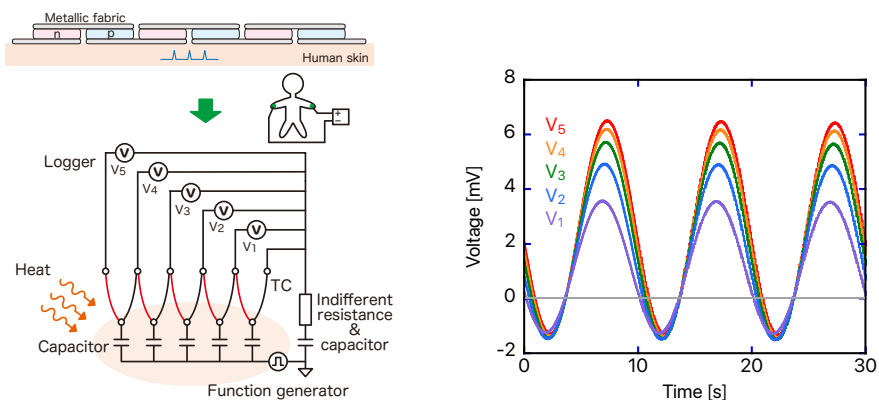 Metallic fabric
n
p
Human skin
+
−
Logger
V
V5
V
V4
V
V3
V
V2
V
V1
Heat
TC
Indifferent
resistance
&
capacitor
Capacitor
Function generator
8
6
4
2
0
-2
Voltage [mV]
V5
V4
V3
V2
V1
0
10
20
30
Time [s]